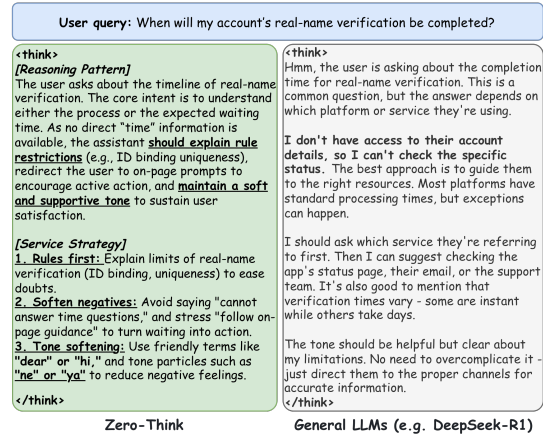 User query: When will my account's real-name verification be completed?
<think>
[Reasoning Pattern]
The user asks about the timeline of real-name
verification. The core intent is to understand
either the process or the expected waiting
time. As no direct "time" information is
available, the assistant should explain rule
restrictions (e.g., ID binding uniqueness),
redirect the user to on-page prompts to
encourage active action, and maintain a soft
and supportive tone to sustain user
satisfaction.
[Service Strategy]
1. Rules first: Explain limits of real-name
verification (ID binding, uniqueness) to ease
doubts.
2. Soften negatives: Avoid saying "cannot
answer time questions," and stress "follow on-
page guidance" to turn waiting into action.
3. Tone softening: Use friendly terms like
"dear" or "hi," and tone particles such as
"ne" or "ya" to reduce negative feelings.
</think>
Zero-Think
<think>
Hmm, the user is asking about the completion
time for real-name verification. This is a
common question, but the answer depends on
which platform or service they're using.
I don't have access to their account
details, so I can't check the specific
status. The best approach is to guide them
to the right resources. Most platforms have
standard processing times, but exceptions
can happen.
I should ask which service they're referring
to first. Then I can suggest checking the
app's status page, their email, or the support
team. It's also good to mention that
verification times vary - some are instant
while others take days.
The tone should be helpful but clear about
my limitations. No need to overcomplicate it -
just direct them to the proper channels for
accurate information.
</think>
General LLMs (e.g. DeepSeek-R1)